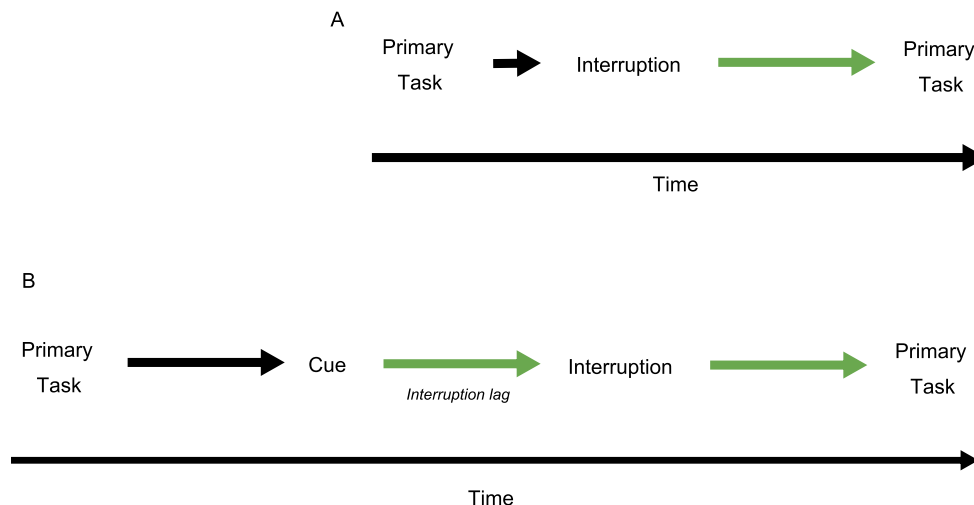 A
Primary
Task
Interruption
Primary
Task
Time
B
Primary
Task
Cue
Interruption lag
Interruption
Primary
Task
Time